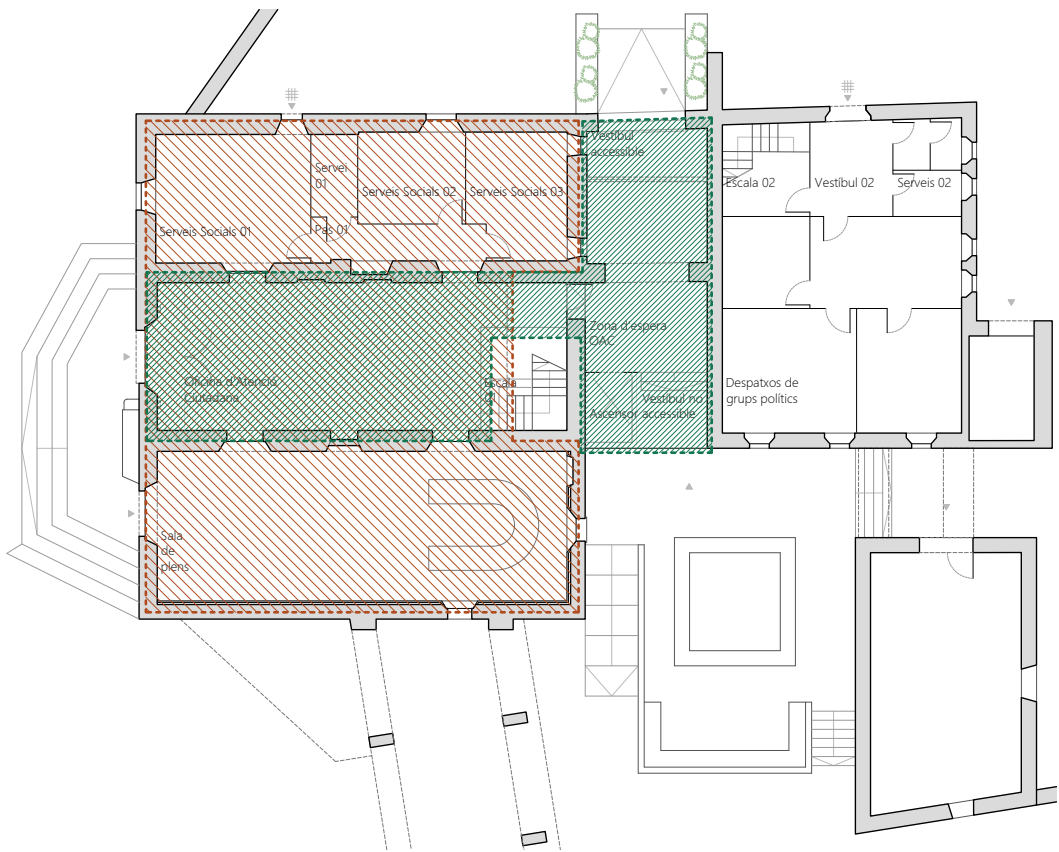 Vestíbul
accessible
Servei
01
Serveis Socials 02
Serveis Socials 03
Escala 02
Vestíbul 02
Serveis 02
Serveis Socials 01
Pas 01
Zona d'espera
OAC
Oficina d'Atenció
Ciutadana
Escala
Ascensor
Vestíbul no
accessible
Despatxos de
grups polítics
Sala
de
plens